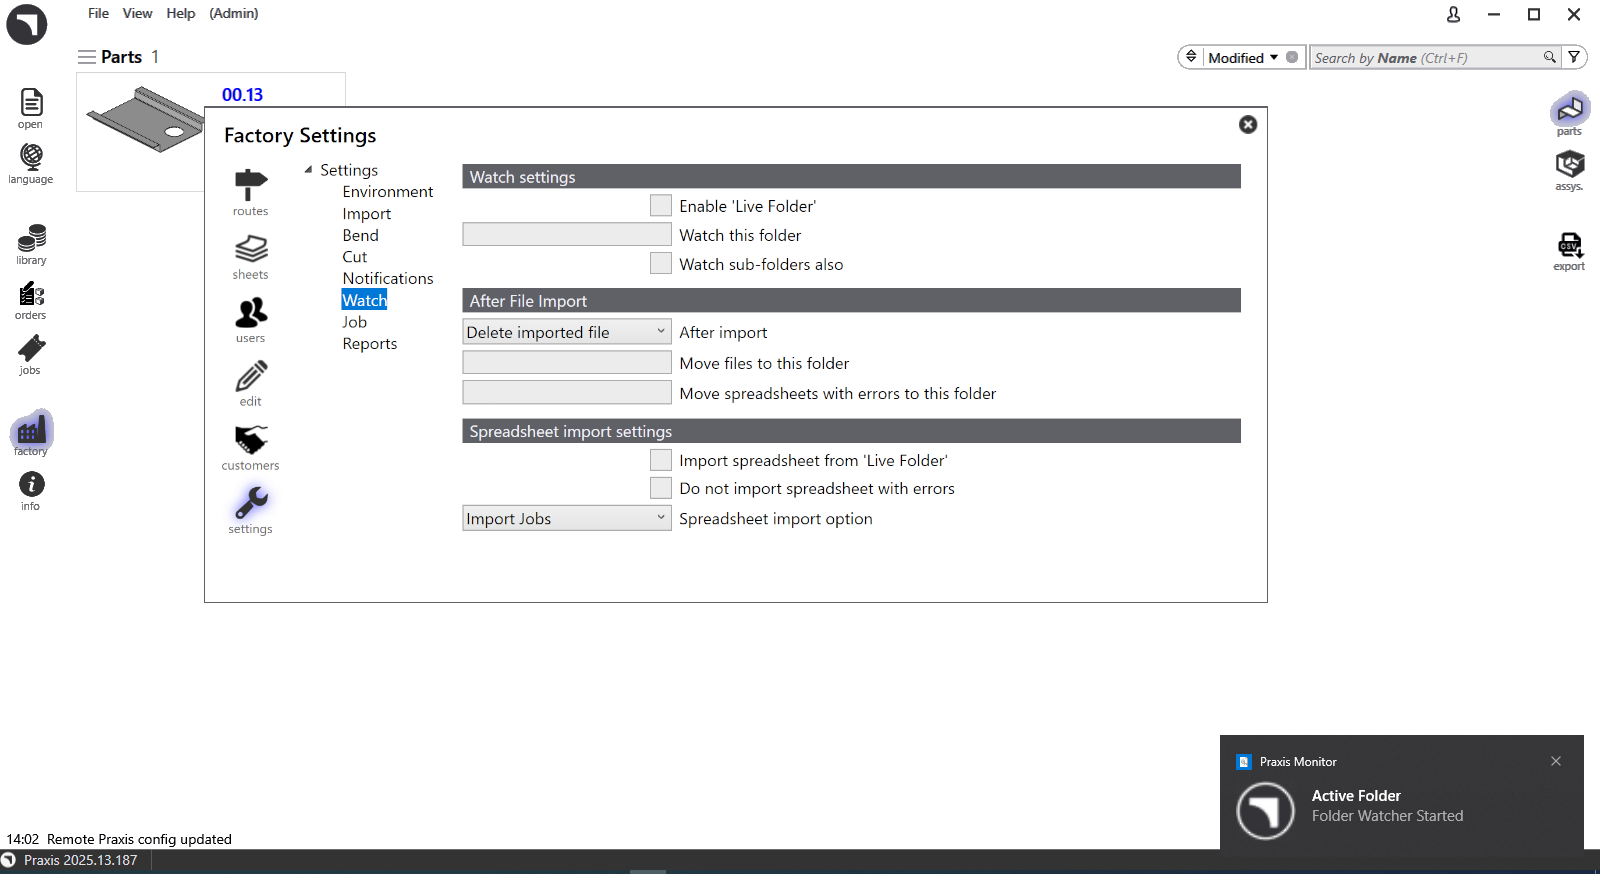 File View Help (Admin)
Parts 1
Modified
Search by Name (Ctrl+F)
00.13
open
language
library
orders
jobs
factory
info
parts
assys.
CSV
export
Factory Settings
routes
sheets
users
edit
customers
settings
Settings
Environment
Import
Bend
Cut
Notifications
Watch
Job
Reports
Watch settings
Enable 'Live Folder'
Watch this folder
Watch sub-folders also
After File Import
Delete imported file After import
Move files to this folder
Move spreadsheets with errors to this folder
Spreadsheet import settings
Import spreadsheet from 'Live Folder'
Do not import spreadsheet with errors
Import Jobs Spreadsheet import option
Praxis Monitor
Active Folder
Folder Watcher Started
14:02 Remote Praxis config updated
Praxis 2025.13.187